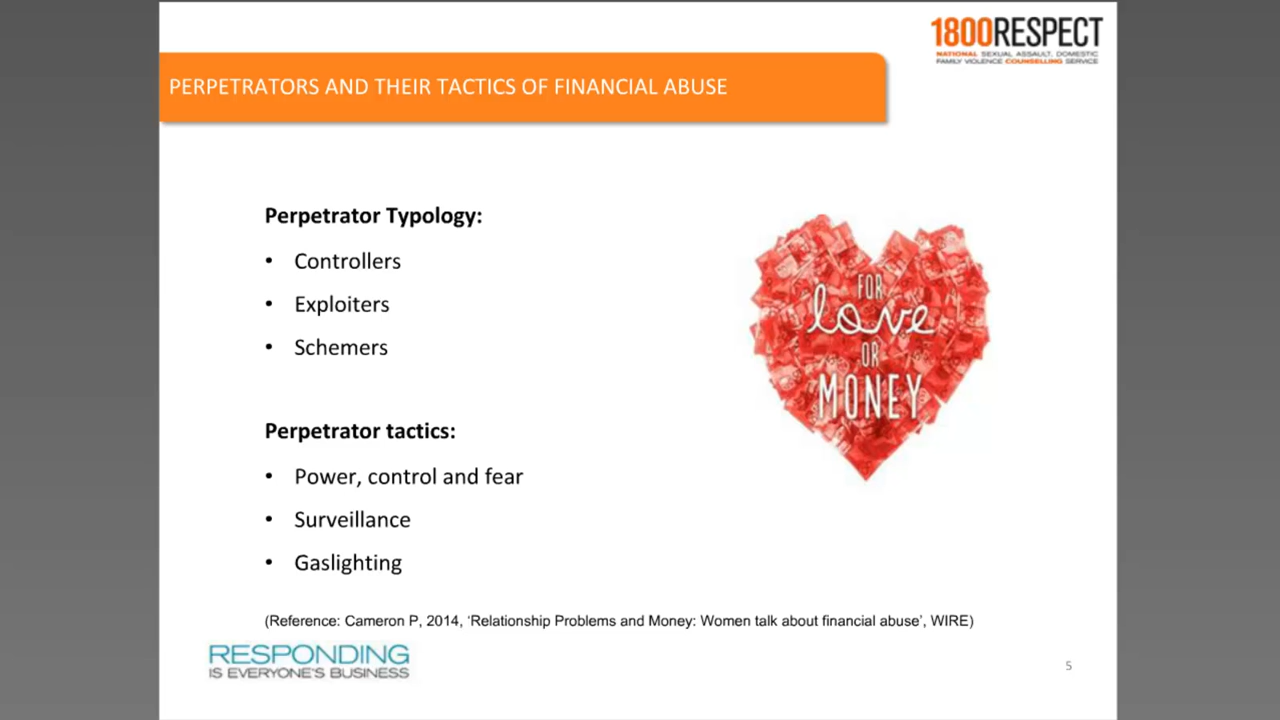 1800RESPECT
NATIONAL SEXUAL ASSAULT, DOMESTIC
FAMILY VIOLENCE COUNSELLING SERVICE
PERPETRATORS AND THEIR TACTICS OF FINANCIAL ABUSE
Perpetrator Typology:
• Controllers
• Exploiters
• Schemers
FOR
love
OR
MONEY
Perpetrator tactics:
• Power, control and fear
• Surveillance
• Gaslighting
(Reference: Cameron P, 2014, ‘Relationship Problems and Money: Women talk about financial abuse’, WIRE)
RESPONDING
IS EVERYONE'S BUSINESS
5